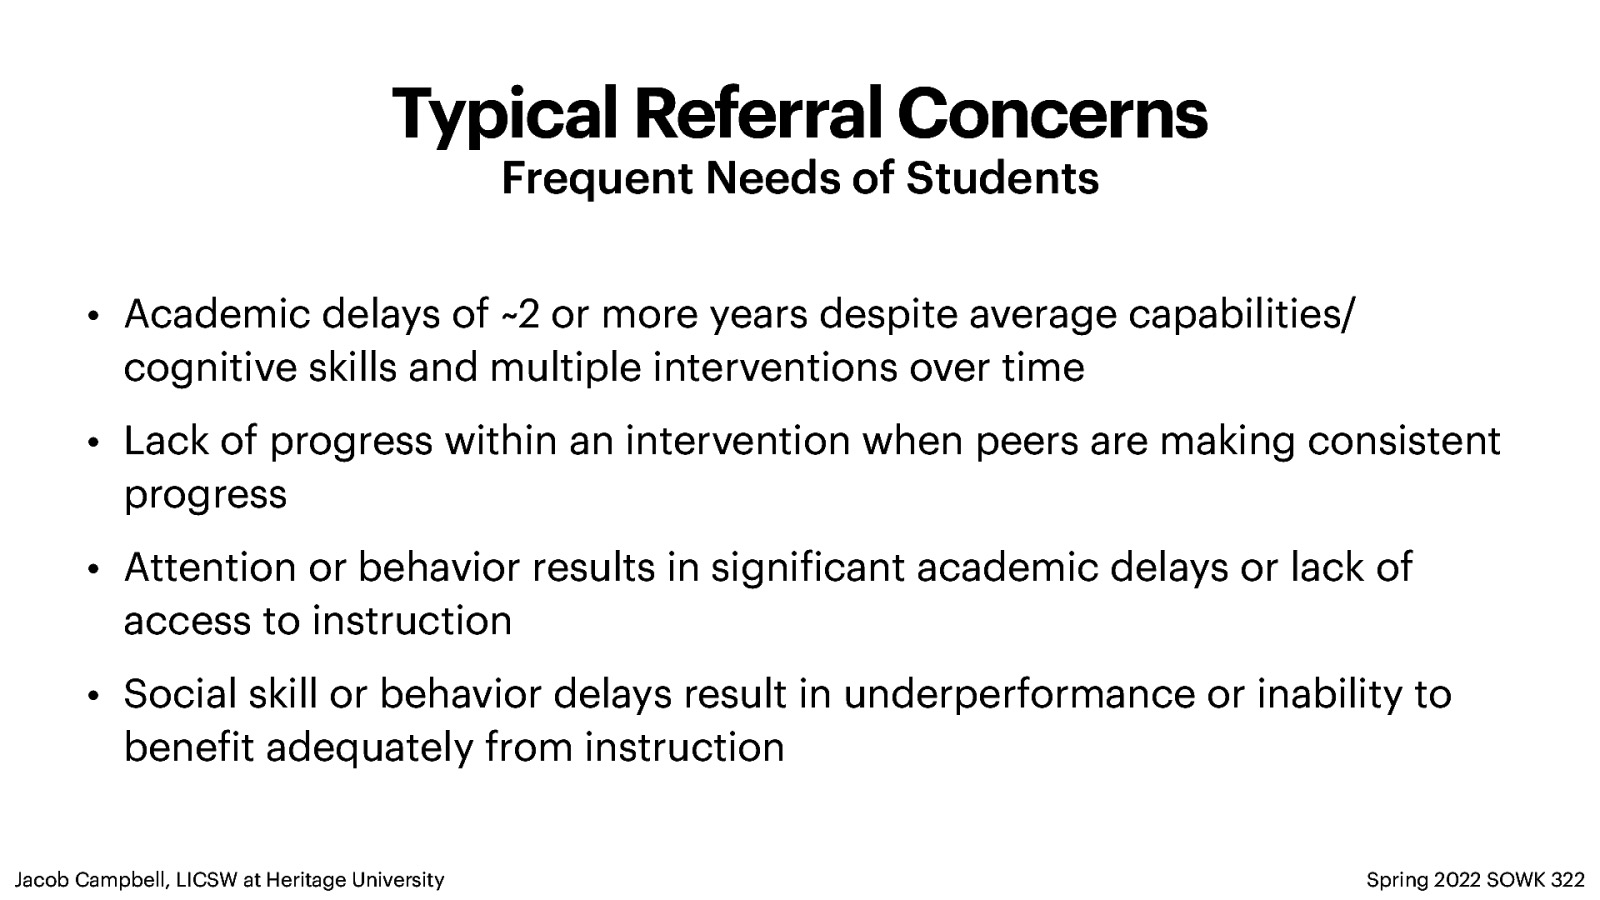 Typical Referral Concerns
Frequent Needs of Students
• Academic delays of ~2 or more years despite average capabilities/
cognitive skills and multiple interventions over time
• Lack of progress within an intervention when peers are making consistent
progress
• Attention or behavior results in significant academic delays or lack of
access to instruction
• Social skill or behavior delays result in underperformance or inability to
benefit adequately from instruction
Jacob Campbell, LICSW at Heritage University
Spring 2022 SOWK 322